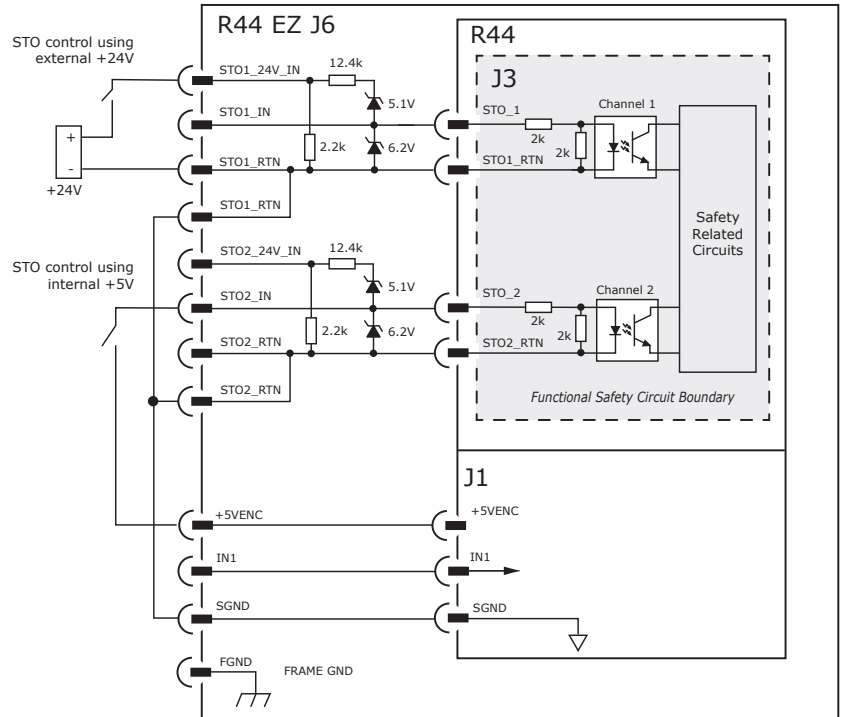 R44 EZ J6
R44
J3
STO control using
external +24V
+
-
+24V
STO1_24V_IN
12.4k
5.1V
STO1_IN
2.2k
6.2V
STO1_RTN
STO1_RTN
STO_1
2k
2k
STO1_RTN
Channel 1
Safety
Related
Circuits
STO control using
internal +5V
STO2_24V_IN
12.4k
5.1V
STO2_IN
2.2k
6.2V
STO2_RTN
STO2_RTN
STO_2
2k
2k
STO2_RTN
Channel 2
Functional Safety Circuit Boundary
J1
+5VENC
+5VENC
IN1
IN1
SGND
SGND
FGND
FRAME GND